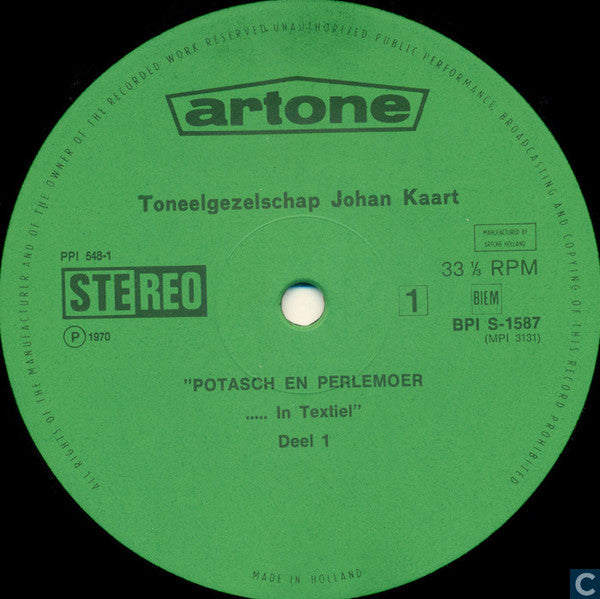 ALL RIGHTS OF THE MANUFACTURER AND OF THE OWNER OF THE RECORDED WORK RESERVED UNAUTHORIZED PUBLIC PERFORMANCE, BROADCASTING AND COPYING OF THIS RECORD PROHIBITED
artone
Toneelgezelschap Johan Kaart
MANUFACTURED BY
ARTONE HOLLAND
PPI 548-1
33 ⅓ RPM
STEREO
1
BIEM
BPI S-1587
(MPI 3131)
Ⓟ 1970
"POTASCH EN PERLEMOER
..... In Textiel"
Deel 1
MADE IN HOLLAND
C